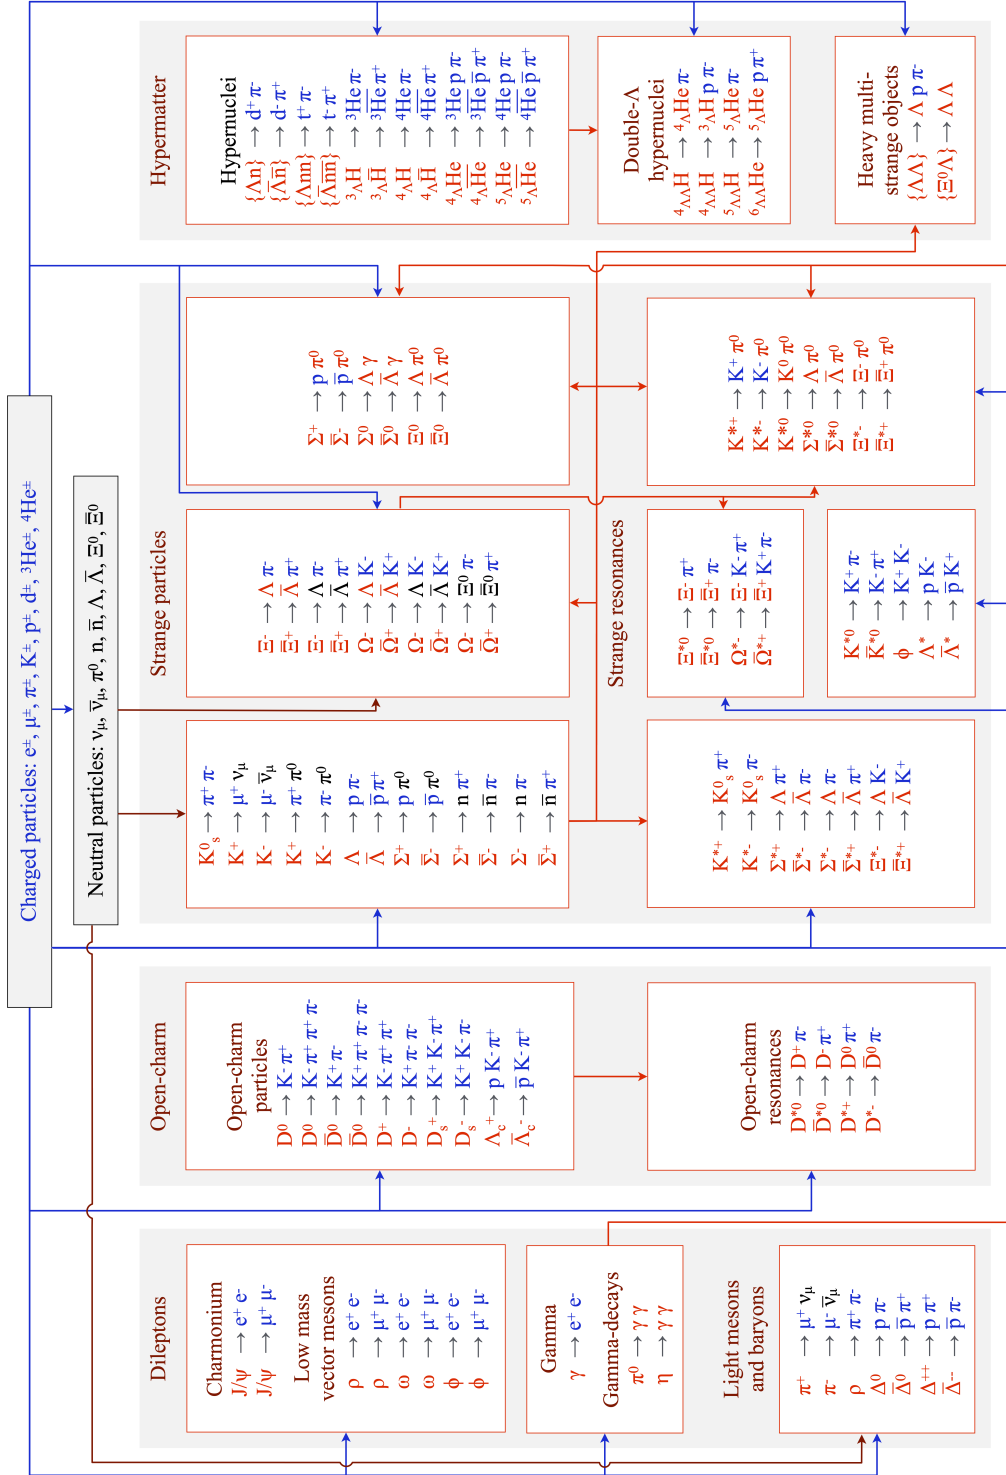 Charged particles: e±, μ±, π±, K±, p±, d±, ³He±, ⁴He±
Neutral particles: νμ, ν̅μ, π⁰, n, n̅, Λ, Λ̅, Ξ⁰, Ξ̅⁰
Dileptons
Charmonium
J/ψ → e⁺ e⁻
J/ψ → μ⁺ μ⁻
Low mass
vector mesons
ρ → e⁺ e⁻
ρ → μ⁺ μ⁻
ω → e⁺ e⁻
ω → μ⁺ μ⁻
ϕ → e⁺ e⁻
ϕ → μ⁺ μ⁻
Gamma
γ → e⁺ e⁻
Gamma-decays
π⁰ → γ γ
η → γ γ
Light mesons
and baryons
π⁺ → μ⁺ νμ
π⁻ → μ⁻ ν̅μ
ρ → π⁺ π⁻
Δ⁰ → p π⁻
Δ̅⁰ → p̅ π⁺
Δ⁺⁺ → p π⁺
Δ̅⁻⁻ → p̅ π⁻
Open-charm
Open-charm
particles
D⁰ → K⁻ π⁺
D⁰ → K⁻ π⁺ π⁺ π⁻
D̅⁰ → K⁺ π⁻
D̅⁰ → K⁺ π⁺ π⁻ π⁻
D⁺ → K⁻ π⁺ π⁺
D⁻ → K⁺ π⁻ π⁻
Ds⁺ → K⁺ K⁻ π⁺
Ds⁻ → K⁺ K⁻ π⁻
Λc⁺ → p K⁻ π⁺
Λ̅c⁻ → p̅ K⁻ π⁺
Open-charm
resonances
D*⁰ → D⁺ π⁻
D̅*⁰ → D⁻ π⁺
D*⁺ → D⁰ π⁺
D*⁻ → D̅⁰ π⁻
Strange particles
K⁰s → π⁺ π⁻
K⁺ → μ⁺ νμ
K⁻ → μ⁻ ν̅μ
K⁺ → π⁺ π⁰
K⁻ → π⁻ π⁰
Λ → p π⁻
Λ̅ → p̅ π⁺
Σ⁺ → p π⁰
Σ̅⁻ → p̅ π⁰
Σ⁺ → n π⁺
Σ̅⁻ → n̅ π⁻
Σ⁻ → n π⁻
Σ̅⁺ → n̅ π⁺
Ξ⁻ → Λ π⁻
Ξ̅⁺ → Λ̅ π⁺
Ξ⁻ → Λ π⁻
Ξ̅⁺ → Λ̅ π⁺
Ω⁻ → Λ K⁻
Ω̅⁺ → Λ̅ K⁺
Ω⁻ → Λ K⁻
Ω̅⁺ → Λ̅ K⁺
Ω⁻ → Ξ⁰ π⁻
Ω̅⁺ → Ξ̅⁰ π⁺
Σ⁺ → p π⁰
Σ̅⁻ → p̅ π⁰
Σ⁰ → Λ γ
Σ̅⁰ → Λ̅ γ
Ξ⁰ → Λ π⁰
Ξ̅⁰ → Λ̅ π⁰
Strange resonances
K*⁺ → K⁰s π⁺
K*⁻ → K⁰s π⁻
Σ*⁺ → Λ π⁺
Σ̅*⁻ → Λ̅ π⁻
Σ*⁻ → Λ π⁻
Σ̅*⁺ → Λ̅ π⁺
Ξ*⁻ → Λ K⁻
Ξ̅*⁺ → Λ̅ K⁺
Ξ*⁰ → Ξ⁻ π⁺
Ξ̅*⁰ → Ξ̅⁺ π⁻
Ω*⁻ → Ξ⁻ K⁻ π⁺
Ω̅*⁺ → Ξ̅⁺ K⁺ π⁻
K*⁰ → K⁺ π⁻
K̅*⁰ → K⁻ π⁺
ϕ → K⁺ K⁻
Λ* → p K⁻
Λ̅* → p̅ K⁺
K*⁺ → K⁺ π⁰
K*⁻ → K⁻ π⁰
K*⁰ → K⁰ π⁰
Σ*⁰ → Λ π⁰
Σ̅*⁰ → Λ̅ π⁰
Ξ*⁻ → Ξ⁻ π⁰
Ξ̅*⁺ → Ξ̅⁺ π⁰
Hypermatter
Hypernuclei
{Λn} → d⁺ π⁻
{Λ̅n̅} → d⁻ π⁺
{Λnn} → t⁺ π⁻
{Λ̅n̅n̅} → t⁻ π⁺
³ΛH → ³He π⁻
³Λ̅H̅ → ³H̅e̅ π⁺
⁴ΛH → ⁴He π⁻
⁴Λ̅H̅ → ⁴H̅e̅ π⁺
⁴ΛHe → ³He p π⁻
⁴ΛH̅e̅ → ³H̅e̅ p̅ π⁺
⁵ΛHe → ⁴He p π⁻
⁵ΛH̅e̅ → ⁴H̅e̅ p̅ π⁺
Double-Λ
hypernuclei
⁴ΛΛH → ⁴ΛHe π⁻
⁴ΛΛH → ³ΛH p π⁻
⁵ΛΛH → ⁵ΛHe π⁻
⁶ΛΛHe → ⁵ΛHe p π⁺
Heavy multi-
strange objects
{ΛΛ} → Λ p π⁻
{Ξ⁰Λ} → Λ Λ